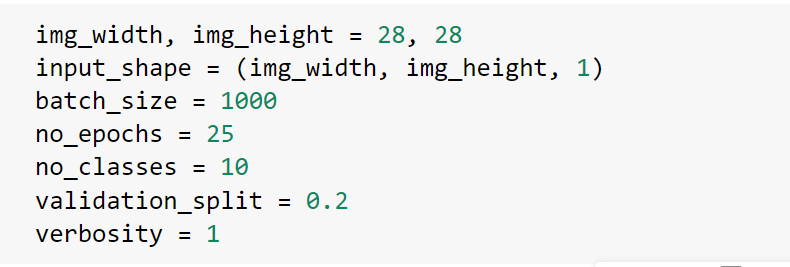 img_width, img_height = 28, 28
input_shape = (img_width, img_height, 1)
batch_size = 1000
no_epochs = 25
no_classes = 10
validation_split = 0.2
verbosity = 1